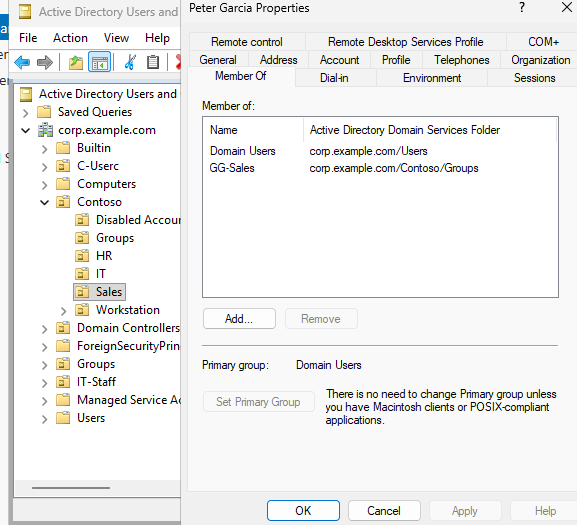 Active Directory Users and
File Action View Help
Active Directory Users and
Saved Queries
corp.example.com
Builtin
C-Userc
Computers
Contoso
Disabled Accour
Groups
HR
IT
Sales
Workstation
Domain Controllers
ForeignSecurityPrin
Groups
IT-Staff
Managed Service Ac
Users
Peter Garcia Properties
Remote control Remote Desktop Services Profile COM+
General Address Account Profile Telephones Organization
Member Of Dial-in Environment Sessions
Member of:
Name Active Directory Domain Services Folder
Domain Users corp.example.com/Users
GG-Sales corp.example.com/Contoso/Groups
Add... Remove
Primary group: Domain Users
Set Primary Group
There is no need to change Primary group unless
you have Macintosh clients or POSIX-compliant
applications.
OK Cancel Apply Help